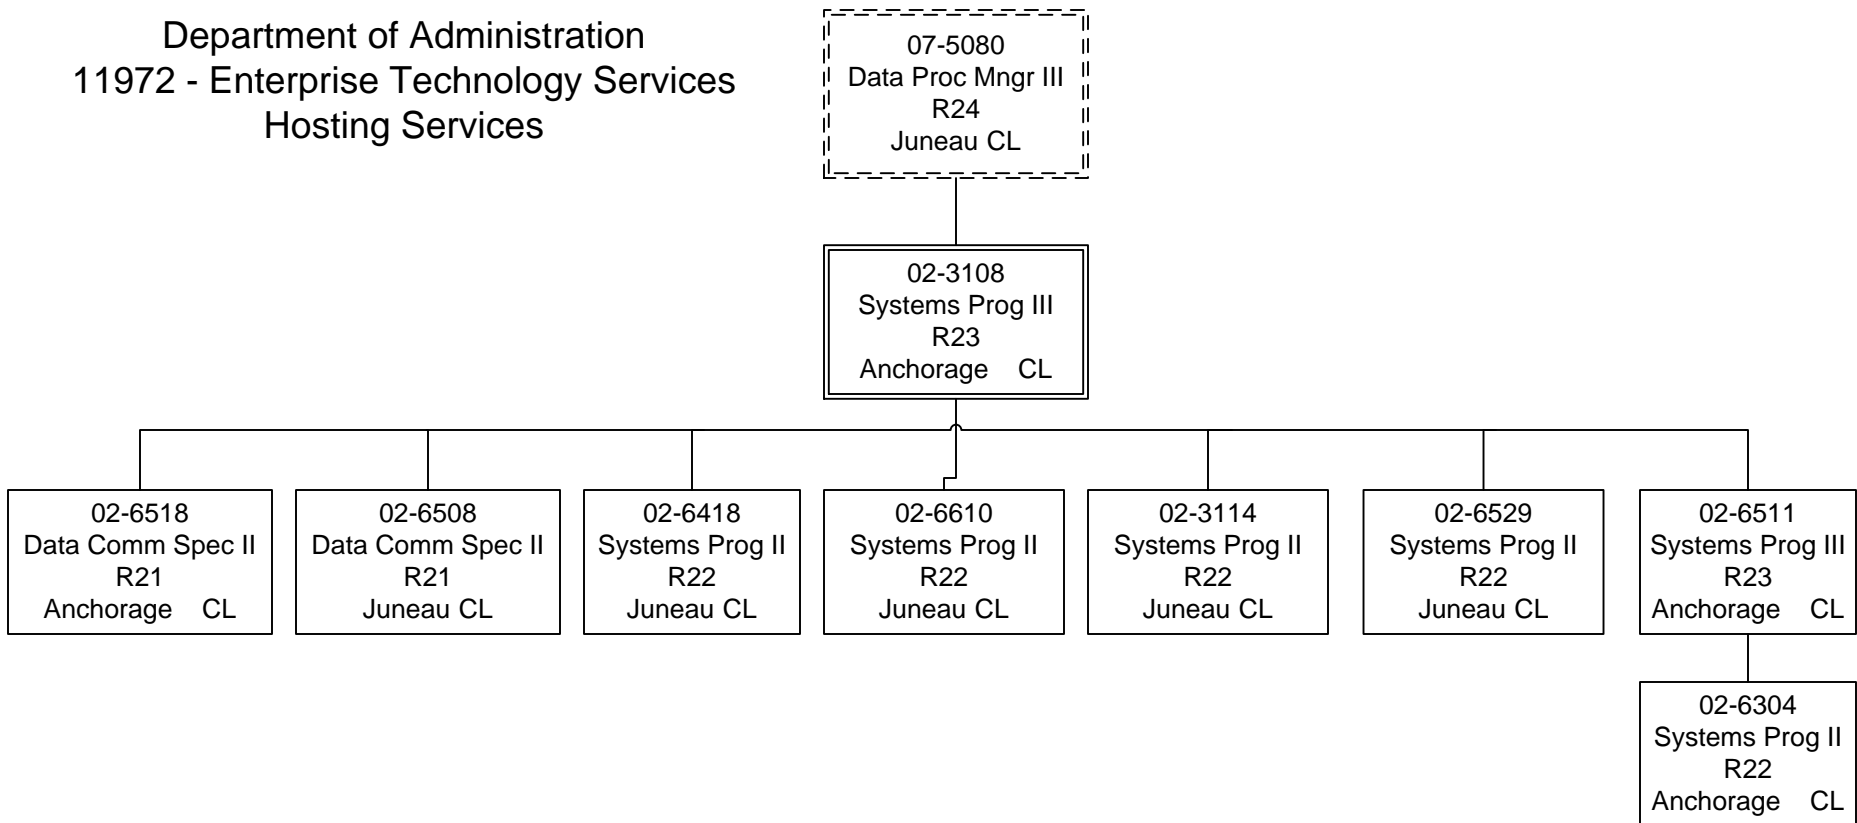 Department of Administration
11972 - Enterprise Technology Services
Hosting Services
07-5080
Data Proc Mngr III
R24
Juneau CL
02-3108
Systems Prog III
R23
Anchorage CL
02-6518
Data Comm Spec II
R21
Anchorage CL
02-6508
Data Comm Spec II
R21
Juneau CL
02-6418
Systems Prog II
R22
Juneau CL
02-6610
Systems Prog II
R22
Juneau CL
02-3114
Systems Prog II
R22
Juneau CL
02-6529
Systems Prog II
R22
Juneau CL
02-6511
Systems Prog III
R23
Anchorage CL
02-6304
Systems Prog II
R22
Anchorage CL